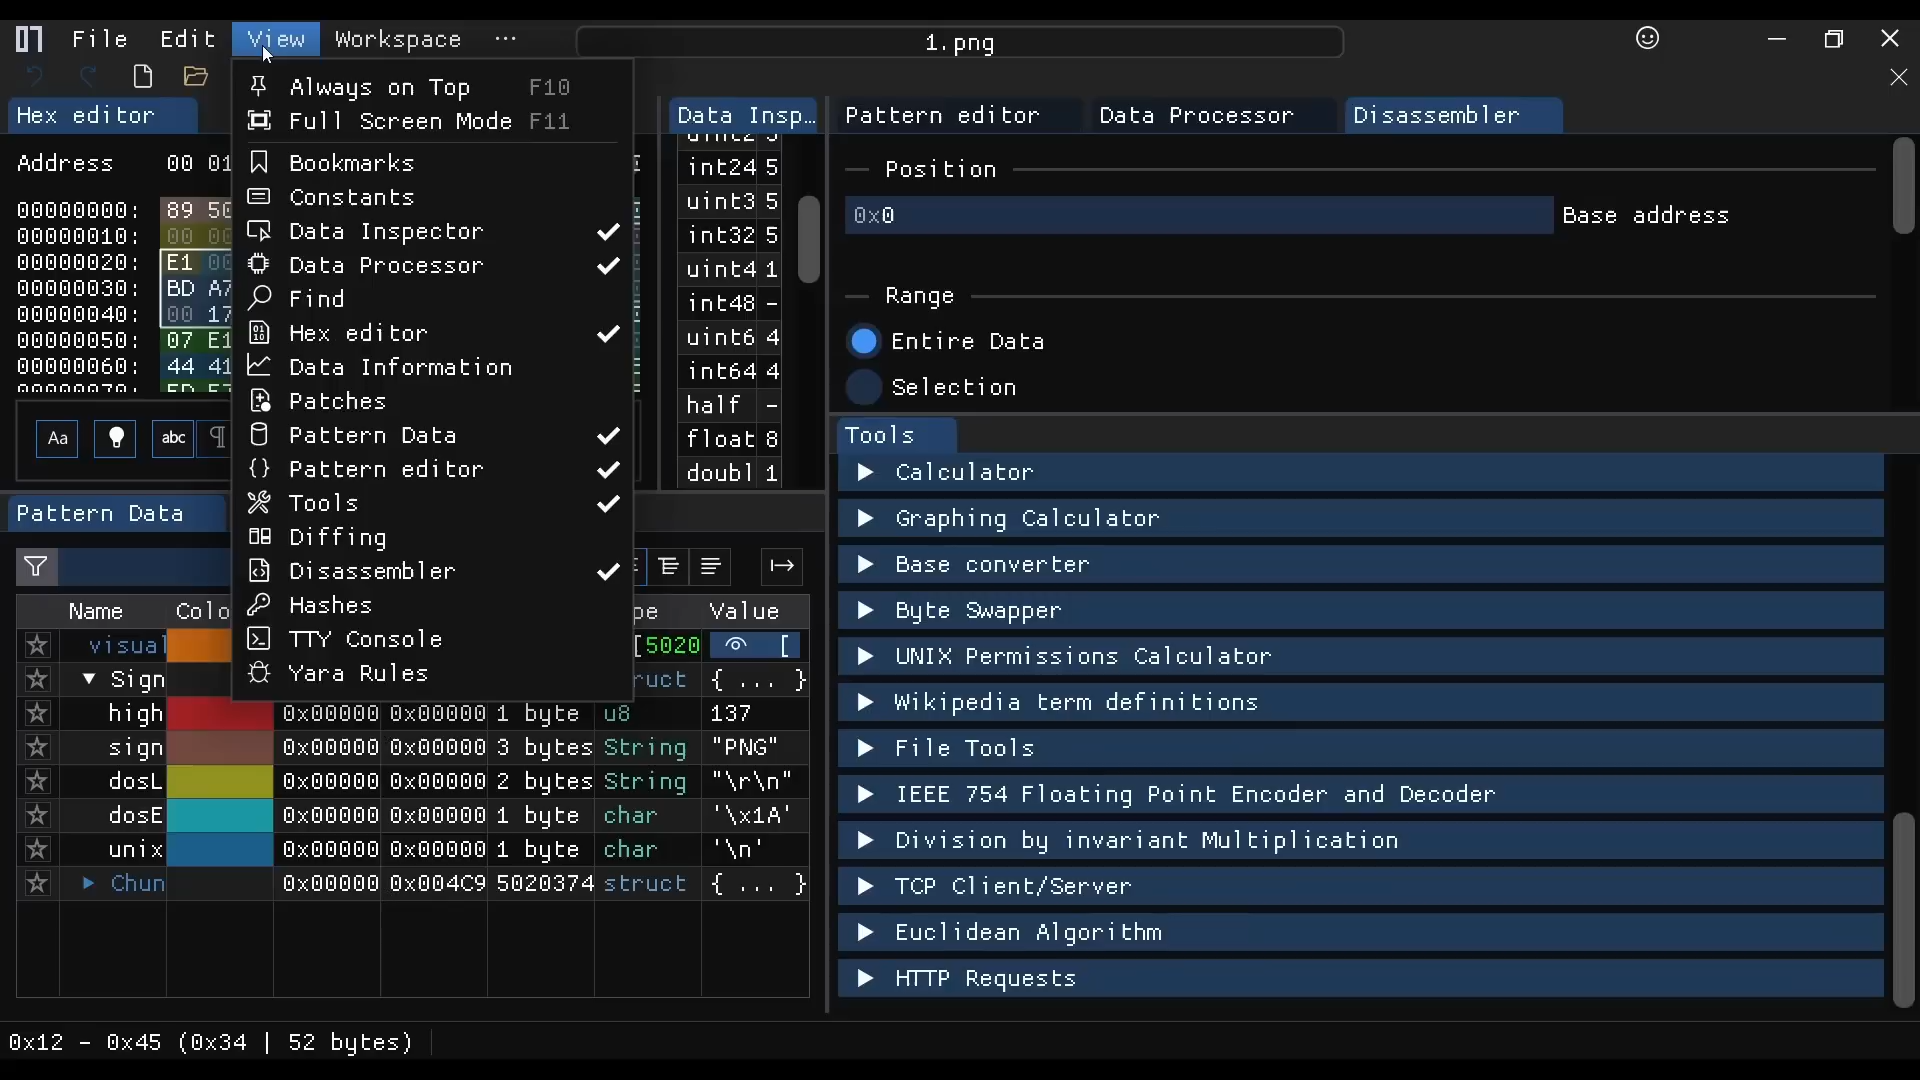 File Edit View Workspace ···
1.png
Always on Top F10
Full Screen Mode F11
Bookmarks
Constants
Data Inspector
Data Processor
Find
Hex editor
Data Information
Patches
Pattern Data
Pattern editor
Tools
Diffing
Disassembler
Hashes
TTY Console
Yara Rules
Hex editor
Address 00 01
00000000: 89 50
00000010: 00 00
00000020: E1 00
00000030: BD A7
00000040: 00 17
00000050: 07 E1
00000060: 44 41
Aa abc ¶
Data Insp…
int24 5
uint3 5
int32 5
uint4 1
int48 -
uint6 4
int64 4
half -
float 8
doubl 1
Pattern editor Data Processor Disassembler
Position
0x0 Base address
Range
Entire Data
Selection
Tools
Calculator
Graphing Calculator
Base converter
Byte Swapper
UNIX Permissions Calculator
Wikipedia term definitions
File Tools
IEEE 754 Floating Point Encoder and Decoder
Division by invariant Multiplication
TCP Client/Server
Euclidean Algorithm
HTTP Requests
Pattern Data
Name Colo pe Value
visual [5020 [
Sign ruct { ... }
high 0x00000 0x00000 1 byte u8 137
sign 0x00000 0x00000 3 bytes String "PNG"
dosL 0x00000 0x00000 2 bytes String "\r\n"
dosE 0x00000 0x00000 1 byte char '\x1A'
unix 0x00000 0x00000 1 byte char '\n'
Chun 0x00000 0x004C9 5020374 struct { ... }
0x12 - 0x45 (0x34 | 52 bytes)